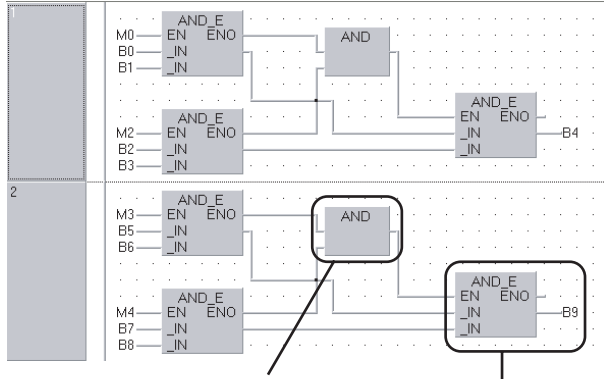 1
AND_E
M0 EN ENO
B0 _IN
B1 _IN
AND
AND_E
M2 EN ENO
B2 _IN
B3 _IN
AND_E
EN ENO
_IN B4
_IN
2
AND_E
M3 EN ENO
B5 _IN
B6 _IN
AND
AND_E
M4 EN ENO
B7 _IN
B8 _IN
AND_E
EN ENO
_IN B9
_IN